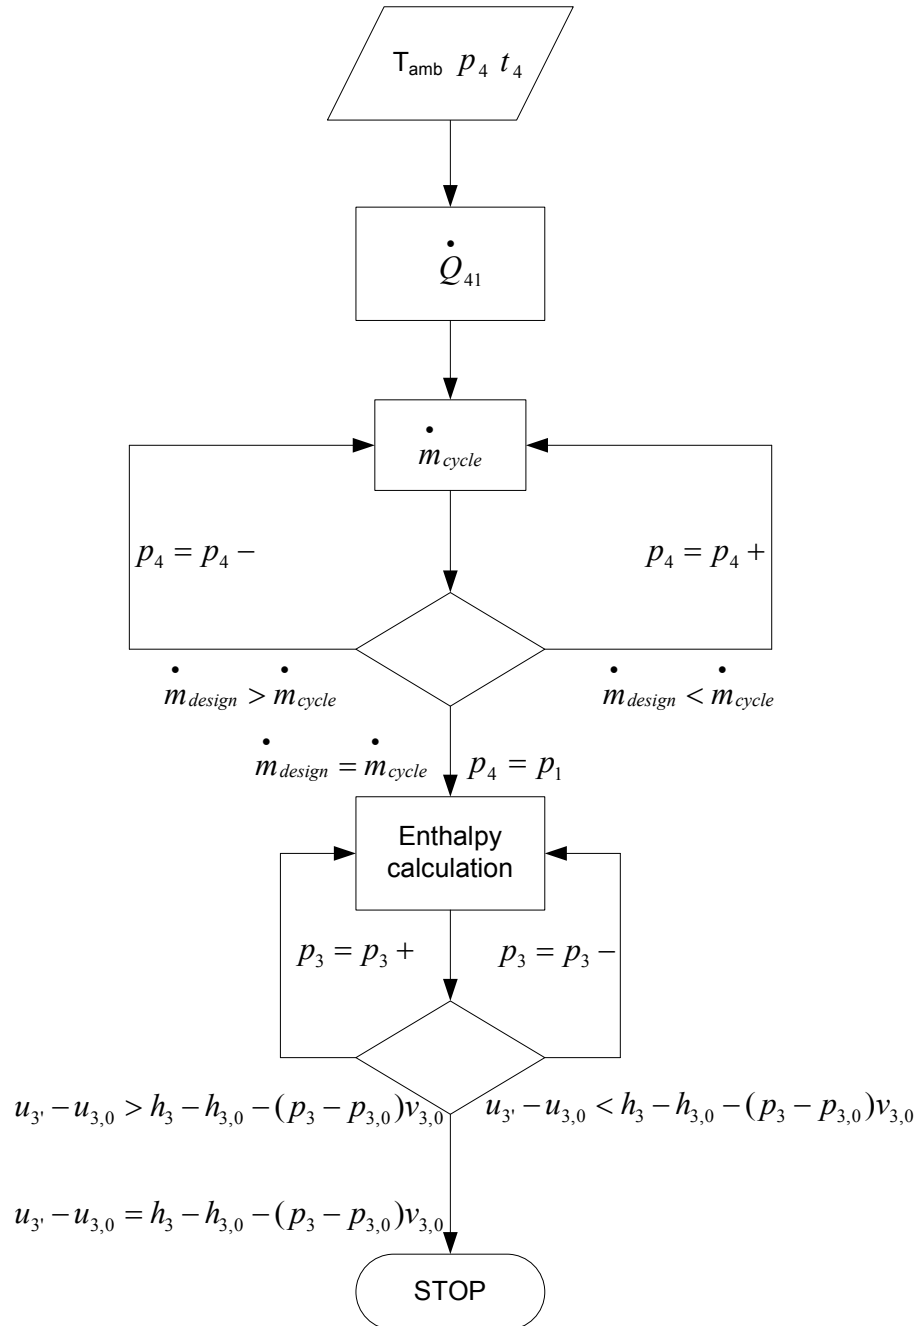 T_amb p_4 t_4
Q̇_41
ṁ_cycle
p_4 = p_4 −
p_4 = p_4 +
ṁ_design > ṁ_cycle
ṁ_design < ṁ_cycle
ṁ_design = ṁ_cycle
p_4 = p_1
Enthalpy
calculation
p_3 = p_3 +
p_3 = p_3 −
u_3' − u_3,0 > h_3 − h_3,0 − (p_3 − p_3,0)v_3,0
u_3' − u_3,0 < h_3 − h_3,0 − (p_3 − p_3,0)v_3,0
u_3' − u_3,0 = h_3 − h_3,0 − (p_3 − p_3,0)v_3,0
STOP